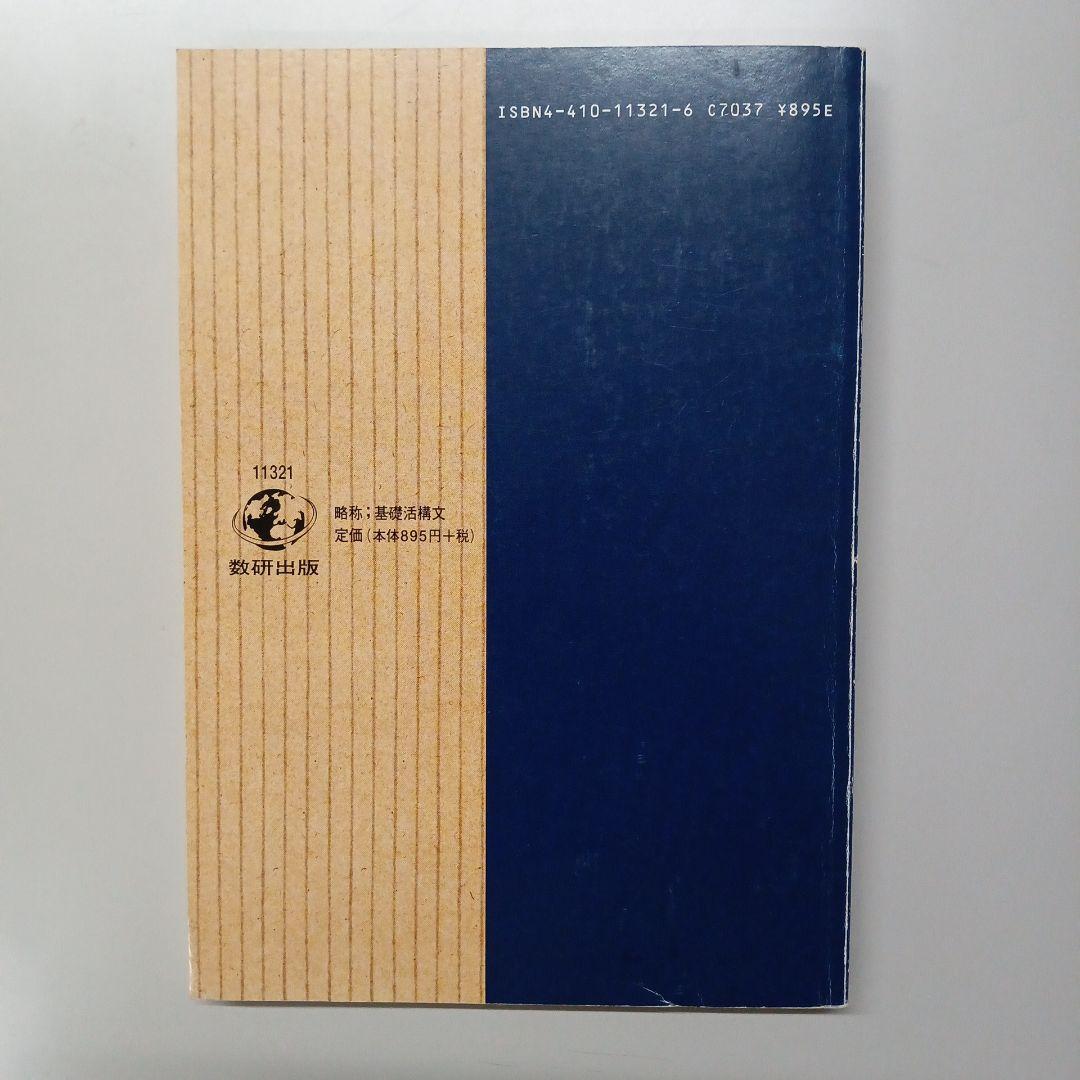 ISBN4-410-11321-6 C7037 ¥895E
11321
略称；基礎活構文
定価（本体895円＋税）
数研出版